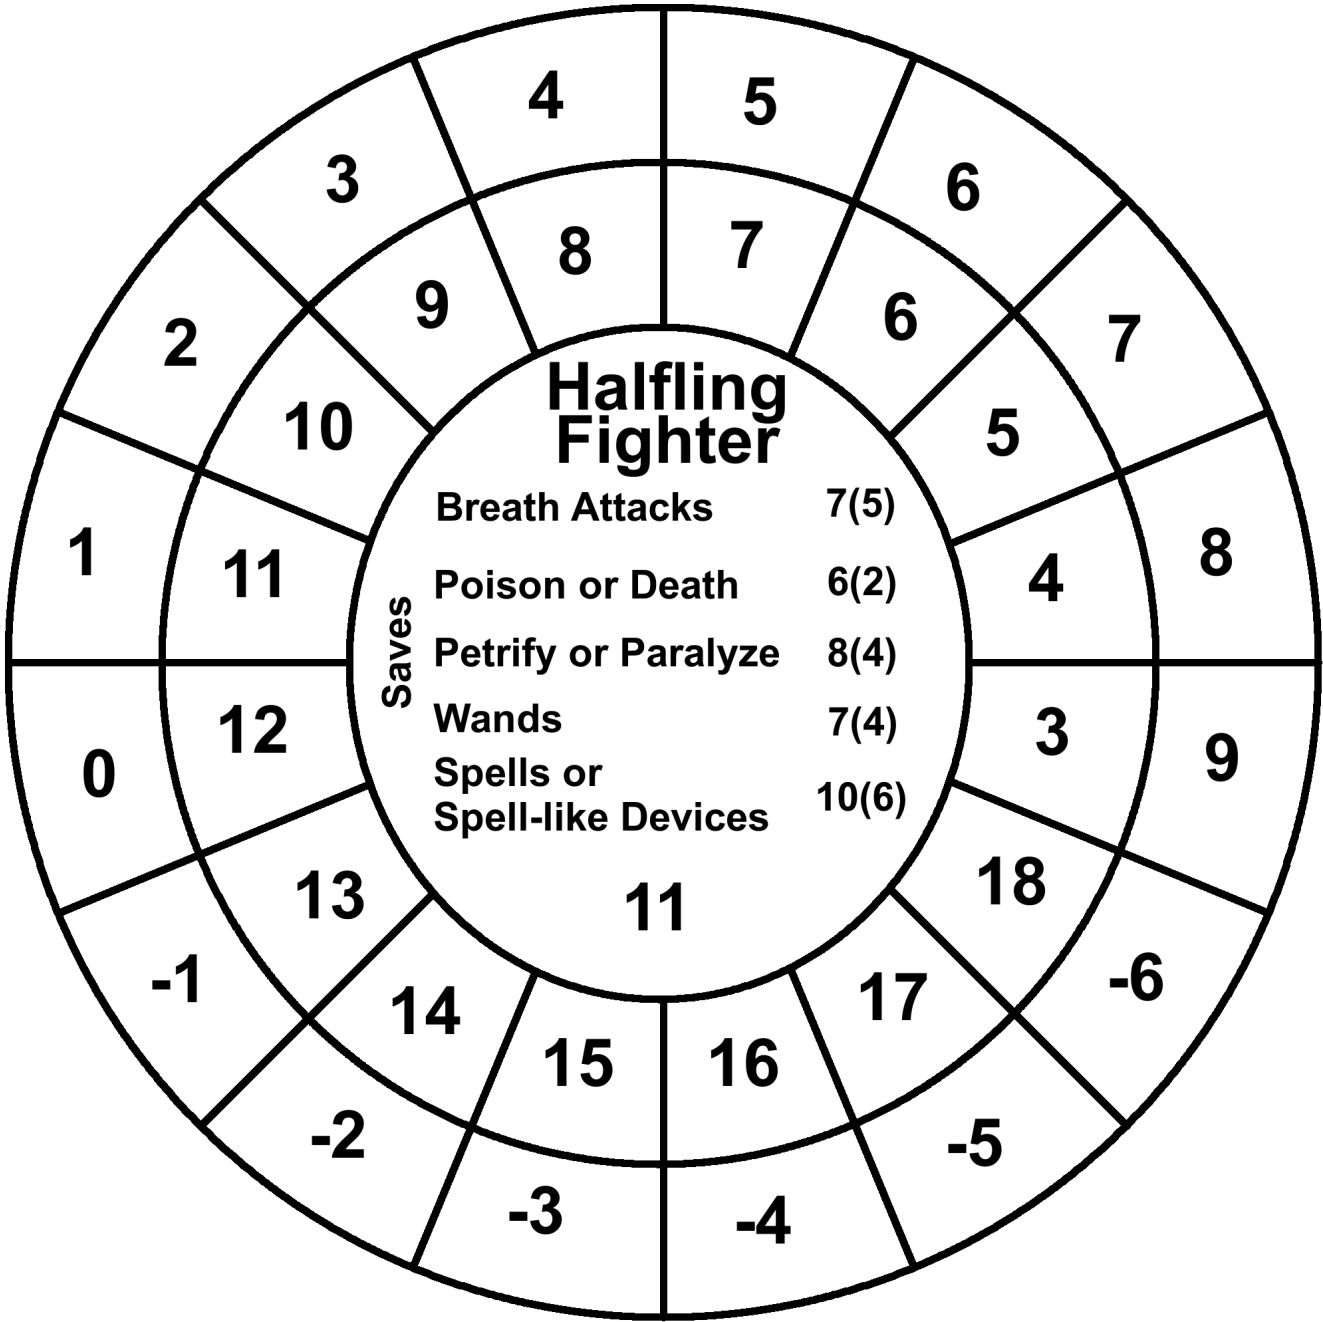 4 5
3 6
2 7
1 8
0 9
-1 -6
-2 -5
-3 -4
8 7
9 6
10 5
11 4
12 3
13 18
14 17
15 16
Halfling
Fighter
Saves
Breath Attacks 7(5)
Poison or Death 6(2)
Petrify or Paralyze 8(4)
Wands 7(4)
Spells or
Spell-like Devices 10(6)
11